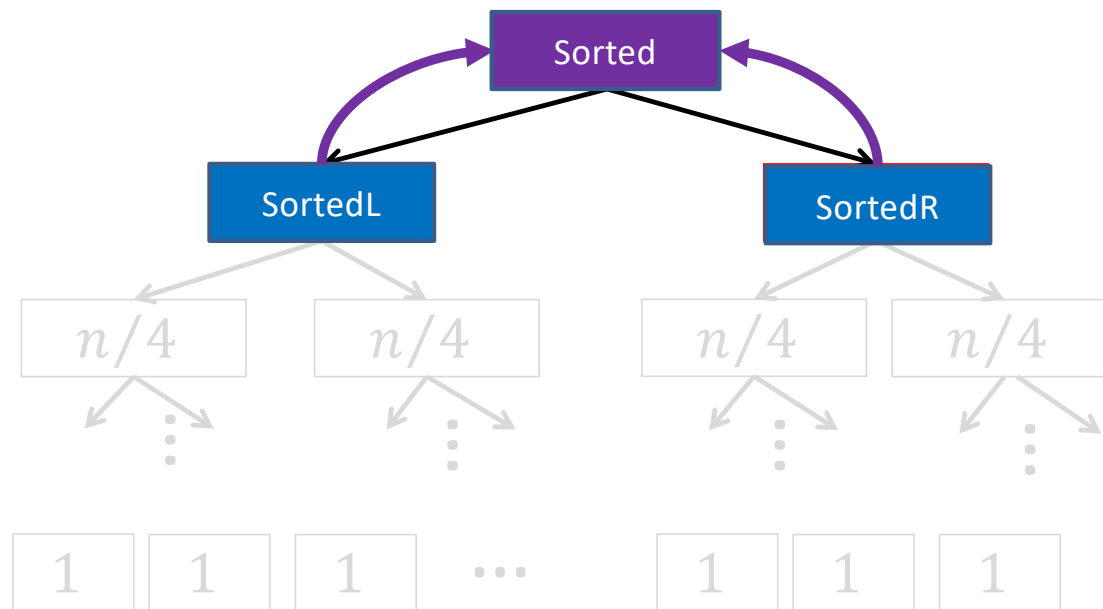 Sorted
SortedL
SortedR
n/4 n/4 n/4 n/4
1 1 1 ... 1 1 1